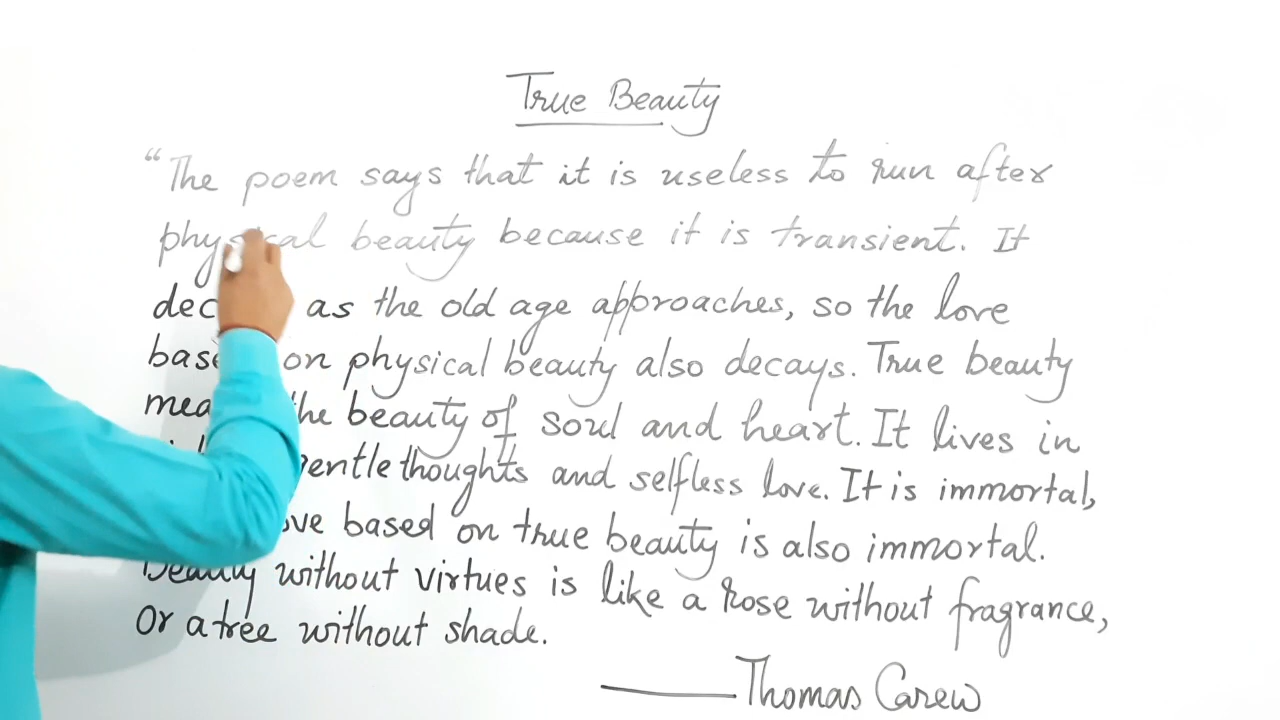 True Beauty
"The poem says that it is useless to run after
physical beauty because it is transient. It
dec as the old age approaches, so the love
base on physical beauty also decays. True beauty
mea the beauty of soul and heart. It lives in
entle thoughts and selfless love. It is immortal,
ove based on true beauty is also immortal.
Beauty without virtues is like a rose without fragrance,
Or a tree without shade.
Thomas Carew